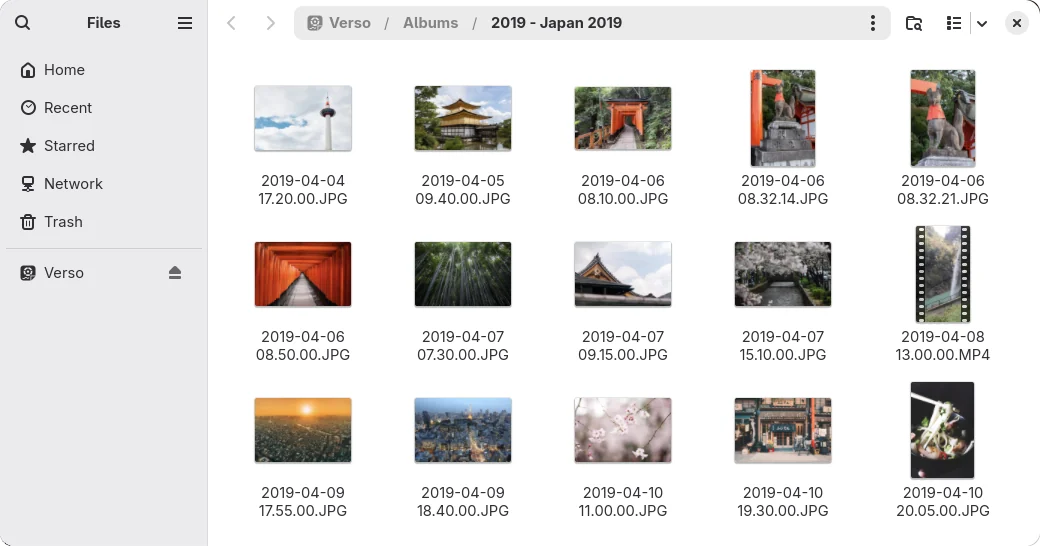 Files
Verso / Albums / 2019 - Japan 2019
Home
Recent
Starred
Network
Trash
Verso
2019-04-04
17.20.00.JPG
2019-04-05
09.40.00.JPG
2019-04-06
08.10.00.JPG
2019-04-06
08.32.14.JPG
2019-04-06
08.32.21.JPG
2019-04-06
08.50.00.JPG
2019-04-07
07.30.00.JPG
2019-04-07
09.15.00.JPG
2019-04-07
15.10.00.JPG
2019-04-08
13.00.00.MP4
2019-04-09
17.55.00.JPG
2019-04-09
18.40.00.JPG
2019-04-10
11.00.00.JPG
2019-04-10
19.30.00.JPG
2019-04-10
20.05.00.JPG